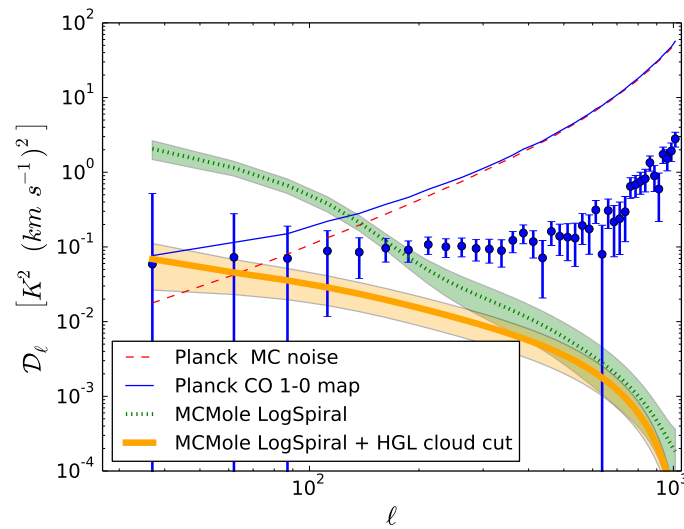 10²
10¹
10⁰
10⁻¹
10⁻²
10⁻³
10⁻⁴
𝒟ℓ [K² (km s⁻¹)²]
Planck MC noise
Planck CO 1-0 map
MCMole LogSpiral
MCMole LogSpiral + HGL cloud cut
10²
10³
ℓ